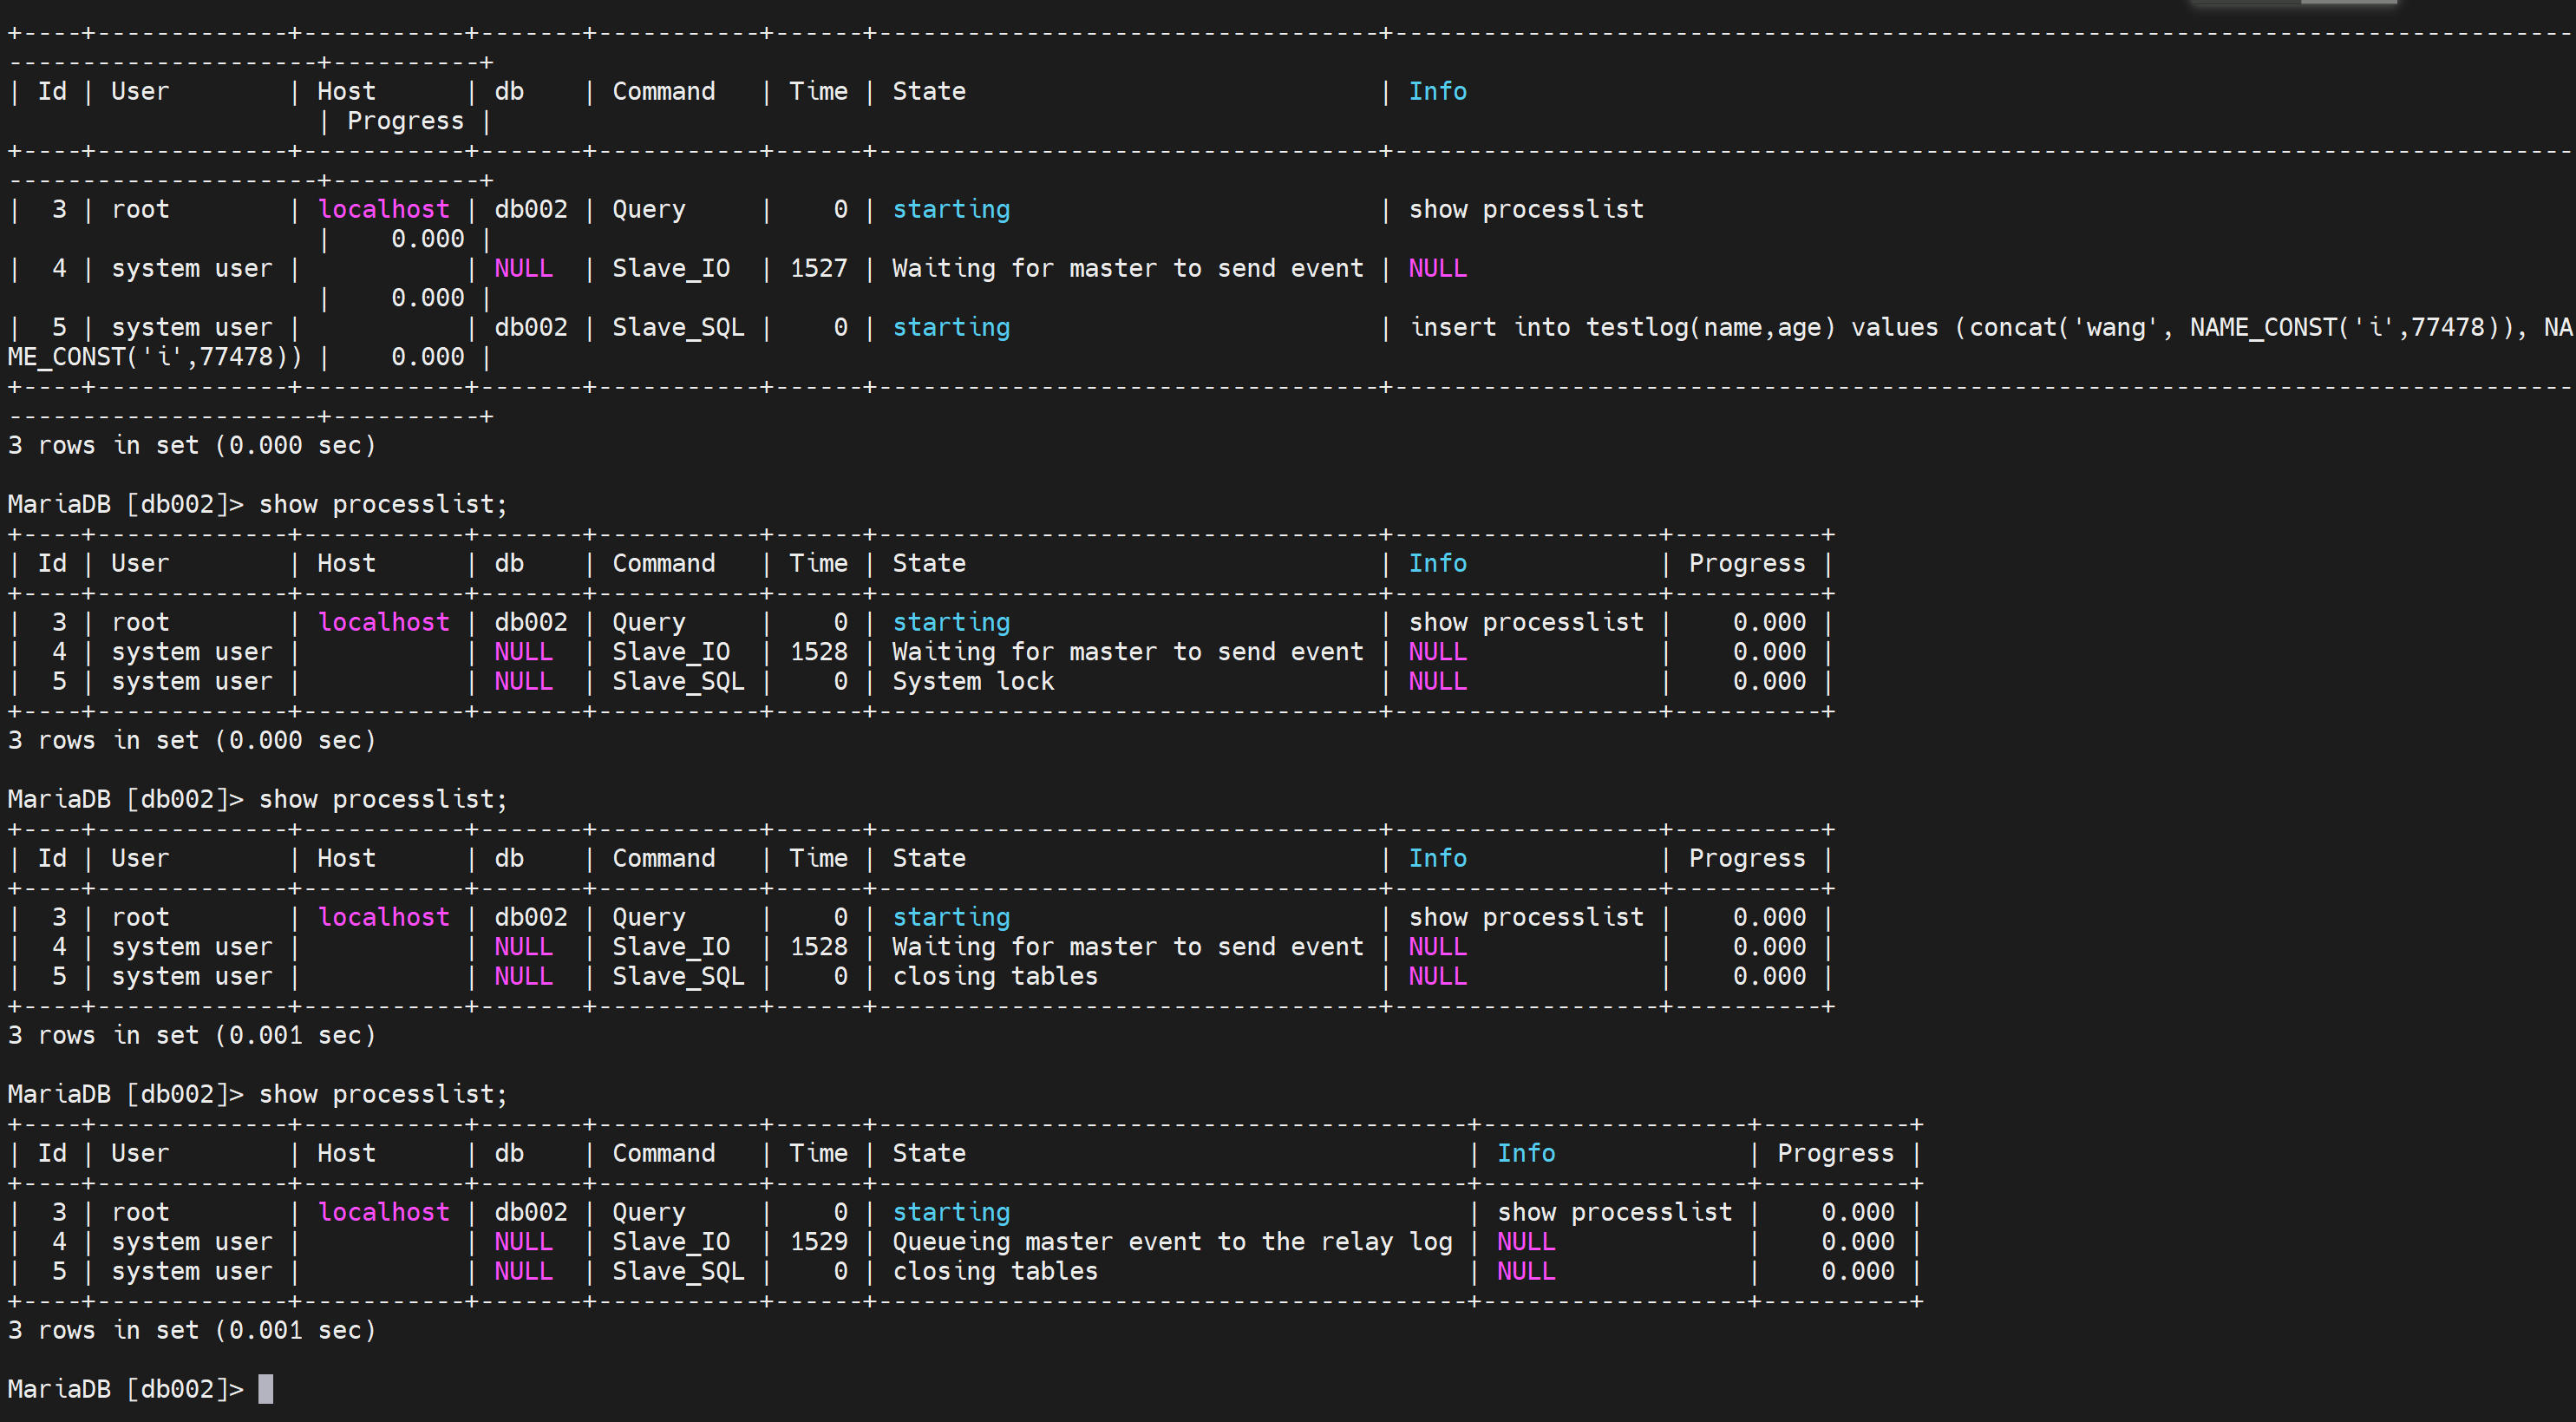 +----+-------------+-----------+-------+-----------+------+----------------------------------+--------------------------------------------------------------------------------
---------------------+----------+
| Id | User        | Host      | db    | Command   | Time | State                            | Info
                     | Progress |
+----+-------------+-----------+-------+-----------+------+----------------------------------+--------------------------------------------------------------------------------
---------------------+----------+
|  3 | root        | localhost | db002 | Query     |    0 | starting                         | show processlist
                     |    0.000 |
|  4 | system user |           | NULL  | Slave_IO  | 1527 | Waiting for master to send event | NULL
                     |    0.000 |
|  5 | system user |           | db002 | Slave_SQL |    0 | starting                         | insert into testlog(name,age) values (concat('wang', NAME_CONST('i',77478)), NA
ME_CONST('i',77478)) |    0.000 |
+----+-------------+-----------+-------+-----------+------+----------------------------------+--------------------------------------------------------------------------------
---------------------+----------+
3 rows in set (0.000 sec)

MariaDB [db002]> show processlist;
+----+-------------+-----------+-------+-----------+------+----------------------------------+------------------+----------+
| Id | User        | Host      | db    | Command   | Time | State                            | Info             | Progress |
+----+-------------+-----------+-------+-----------+------+----------------------------------+------------------+----------+
|  3 | root        | localhost | db002 | Query     |    0 | starting                         | show processlist |    0.000 |
|  4 | system user |           | NULL  | Slave_IO  | 1528 | Waiting for master to send event | NULL             |    0.000 |
|  5 | system user |           | NULL  | Slave_SQL |    0 | System lock                      | NULL             |    0.000 |
+----+-------------+-----------+-------+-----------+------+----------------------------------+------------------+----------+
3 rows in set (0.000 sec)

MariaDB [db002]> show processlist;
+----+-------------+-----------+-------+-----------+------+----------------------------------+------------------+----------+
| Id | User        | Host      | db    | Command   | Time | State                            | Info             | Progress |
+----+-------------+-----------+-------+-----------+------+----------------------------------+------------------+----------+
|  3 | root        | localhost | db002 | Query     |    0 | starting                         | show processlist |    0.000 |
|  4 | system user |           | NULL  | Slave_IO  | 1528 | Waiting for master to send event | NULL             |    0.000 |
|  5 | system user |           | NULL  | Slave_SQL |    0 | closing tables                   | NULL             |    0.000 |
+----+-------------+-----------+-------+-----------+------+----------------------------------+------------------+----------+
3 rows in set (0.001 sec)

MariaDB [db002]> show processlist;
+----+-------------+-----------+-------+-----------+------+----------------------------------------+------------------+----------+
| Id | User        | Host      | db    | Command   | Time | State                                  | Info             | Progress |
+----+-------------+-----------+-------+-----------+------+----------------------------------------+------------------+----------+
|  3 | root        | localhost | db002 | Query     |    0 | starting                               | show processlist |    0.000 |
|  4 | system user |           | NULL  | Slave_IO  | 1529 | Queueing master event to the relay log | NULL             |    0.000 |
|  5 | system user |           | NULL  | Slave_SQL |    0 | closing tables                         | NULL             |    0.000 |
+----+-------------+-----------+-------+-----------+------+----------------------------------------+------------------+----------+
3 rows in set (0.001 sec)

MariaDB [db002]>